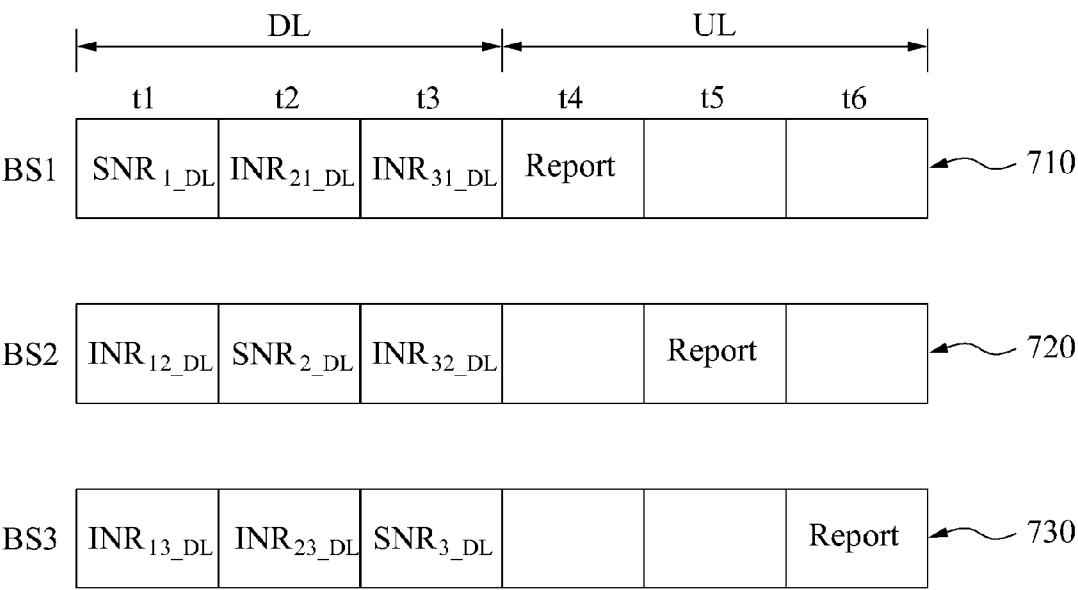 DL UL
t1 t2 t3 t4 t5 t6
BS1 SNR1_DL INR21_DL INR31_DL Report 710
BS2 INR12_DL SNR2_DL INR32_DL Report 720
BS3 INR13_DL INR23_DL SNR3_DL Report 730